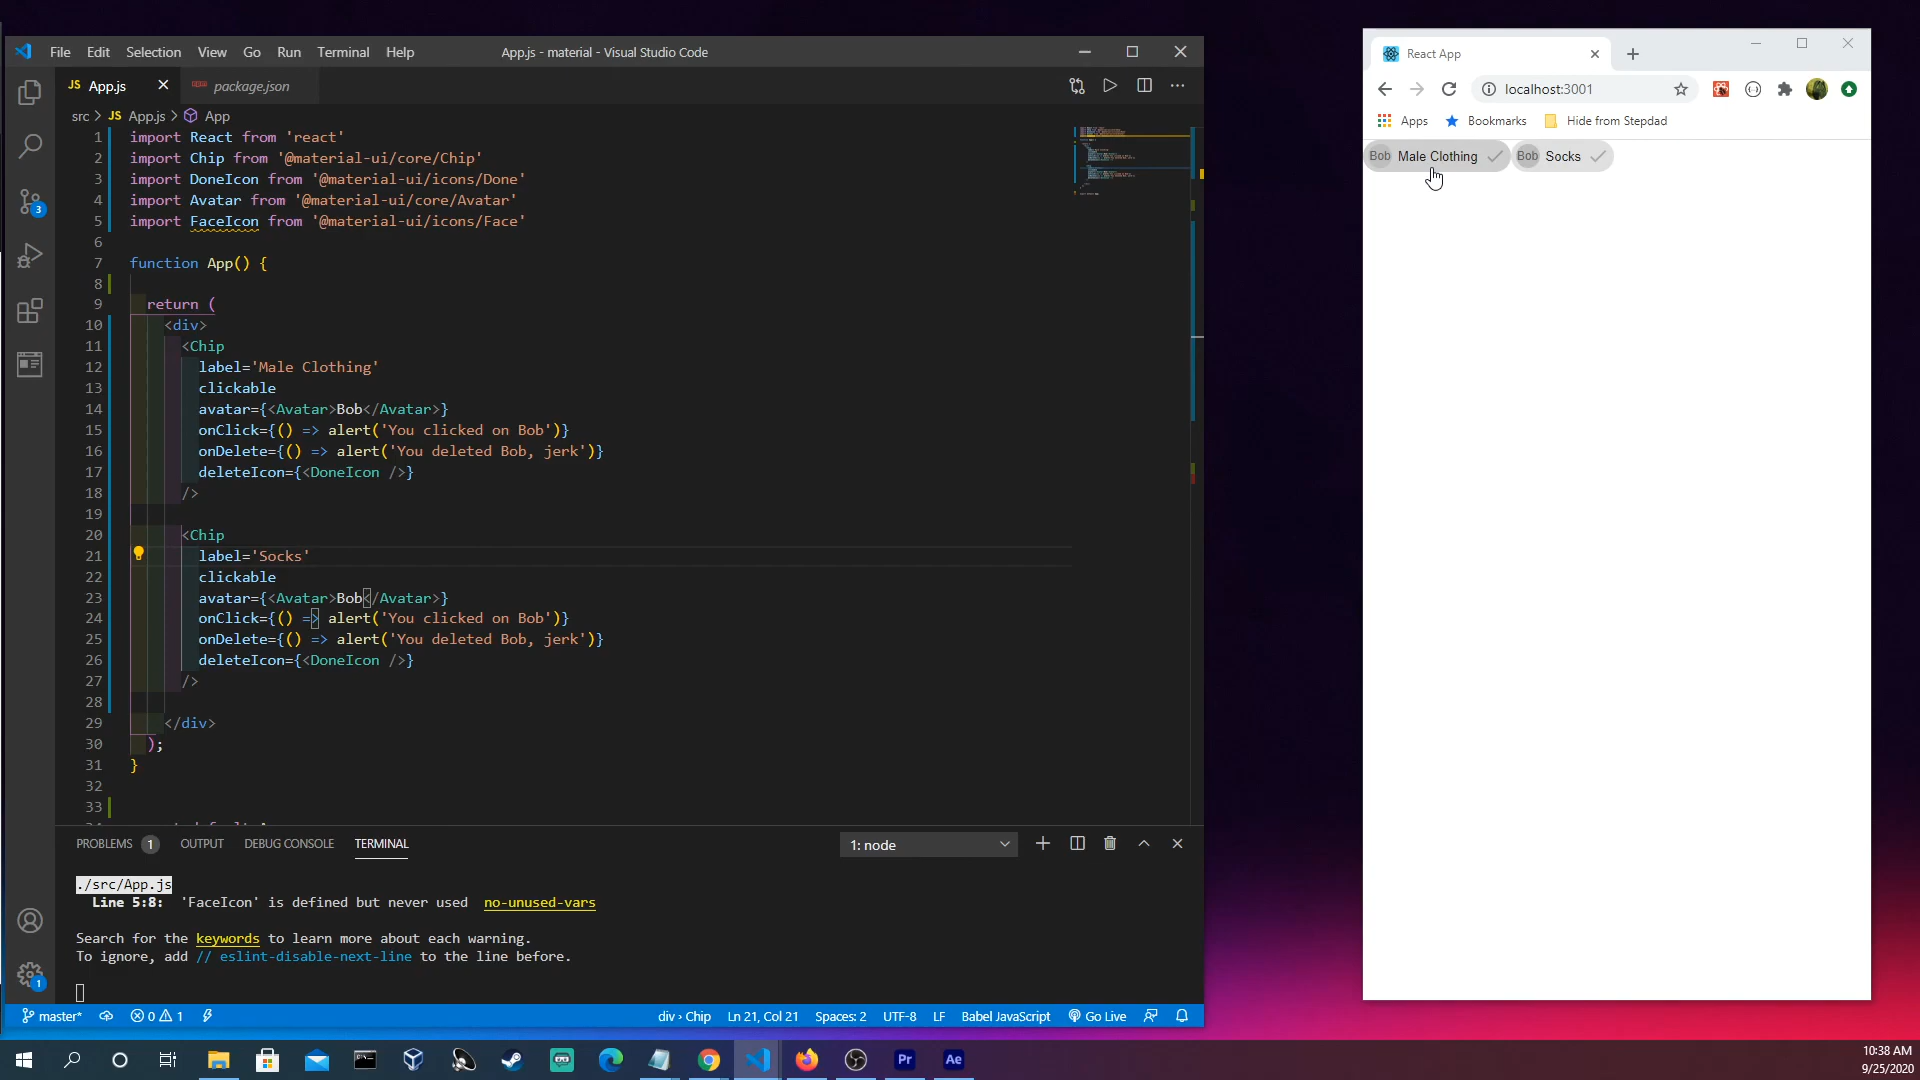 File Edit Selection View Go Run Terminal Help
App.js - material - Visual Studio Code
JS App.js
package.json
src > JS App.js > App
1 import React from 'react'
2 import Chip from '@material-ui/core/Chip'
3 import DoneIcon from '@material-ui/icons/Done'
4 import Avatar from '@material-ui/core/Avatar'
5 import FaceIcon from '@material-ui/icons/Face'
6
7 function App() {
8
9 return (
10 <div>
11 <Chip
12 label='Male Clothing'
13 clickable
14 avatar={<Avatar>Bob</Avatar>}
15 onClick={() => alert('You clicked on Bob')}
16 onDelete={() => alert('You deleted Bob, jerk')}
17 deleteIcon={<DoneIcon />}
18 />
19
20 <Chip
21 label='Socks'
22 clickable
23 avatar={<Avatar>Bob</Avatar>}
24 onClick={() => alert('You clicked on Bob')}
25 onDelete={() => alert('You deleted Bob, jerk')}
26 deleteIcon={<DoneIcon />}
27 />
28
29 </div>
30 );
31 }
32
33
PROBLEMS 1 OUTPUT DEBUG CONSOLE TERMINAL
1: node
./src/App.js
Line 5:8: 'FaceIcon' is defined but never used no-unused-vars
Search for the keywords to learn more about each warning.
To ignore, add // eslint-disable-next-line to the line before.
3
1
master* 0 1
div › Chip Ln 21, Col 21 Spaces: 2 UTF-8 LF Babel JavaScript Go Live
React App
localhost:3001
Apps Bookmarks Hide from Stepdad
Bob Male Clothing Bob Socks
Pr Ae
10:38 AM
9/25/2020